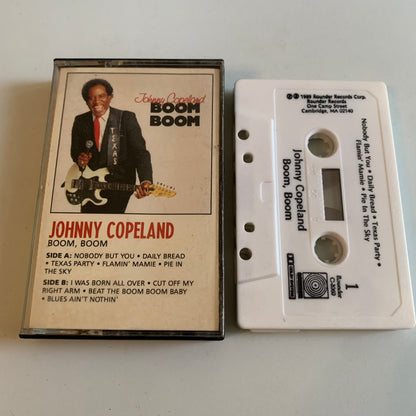 Johnny Copeland
BOOM
BOOM
TEXAS
JOHNNY COPELAND
BOOM, BOOM
SIDE A: NOBODY BUT YOU • DAILY BREAD
• TEXAS PARTY • FLAMIN' MAMIE • PIE IN
THE SKY
SIDE B: I WAS BORN ALL OVER • CUT OFF MY
RIGHT ARM • BEAT THE BOOM BOOM BABY
• BLUES AIN'T NOTHIN'
℗ © 1989 Rounder Records Corp.
Rounder Records
One Camp Street
Cambridge, MA 02140
Nobody But You • Daily Bread • Texas Party •
Flamin' Mamie • Pie In The Sky
Johnny Copeland
Boom, Boom
1
Rounder